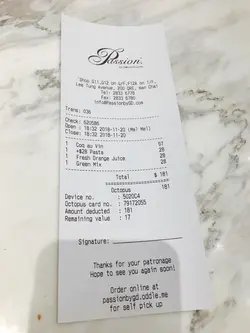 Passion.
Shop G11,G12 on G/F,F12A on 1/F,
Lee Tung Avenue, 200 QRE, Wan Chai
Tel: 2833 6778
Fax: 2833 6780
Info@PassionbyGD.com
Trans: 036
Check: 620586
Open : 18:32 2018-11-20 (Mei Mei)
Close: 18:32 2018-11-20
1 Coq au Vin 97
1 +$28 Pasta 28
1 Fresh Orange Juice 28
1 Green Mix 28
Total $ 181
Octopus 181
Device no. : 5020C4
Octopus card no. : 79172055
Amount deducted : 181
Remaining value : 17
Signature:
Thanks for your patronage
Hope to see you again soon!
Order online at
passionbygd.oddle.me
for self pick up